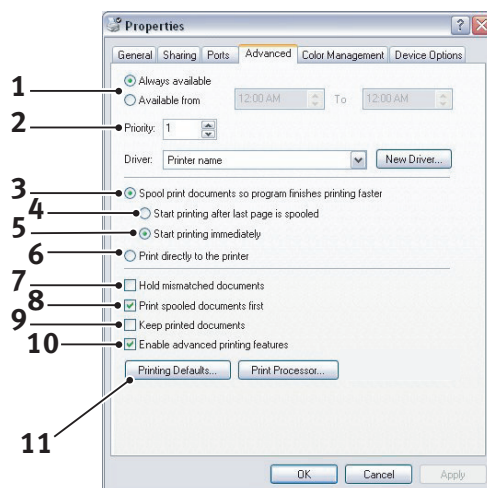 Properties
General Sharing Ports Advanced Color Management Device Options
1 Always available
Available from 12:00 AM To 12:00 AM
2 Priority: 1
Driver: Printer name New Driver...
3 Spool print documents so program finishes printing faster
4 Start printing after last page is spooled
5 Start printing immediately
6 Print directly to the printer
7 Hold mismatched documents
8 Print spooled documents first
9 Keep printed documents
10 Enable advanced printing features
Printing Defaults... Print Processor...
11
OK Cancel Apply